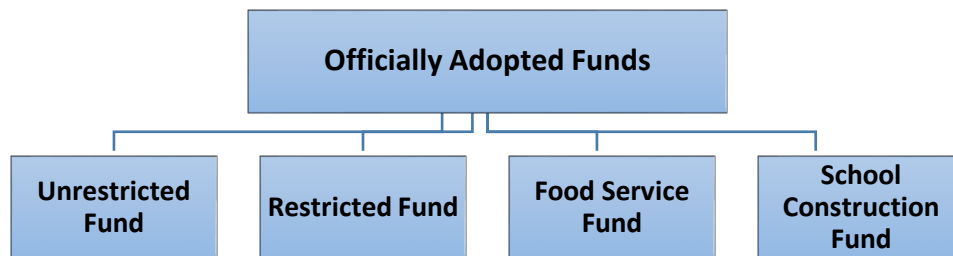 Officially Adopted Funds
Unrestricted
Fund
Restricted Fund
Food Service
Fund
School
Construction
Fund